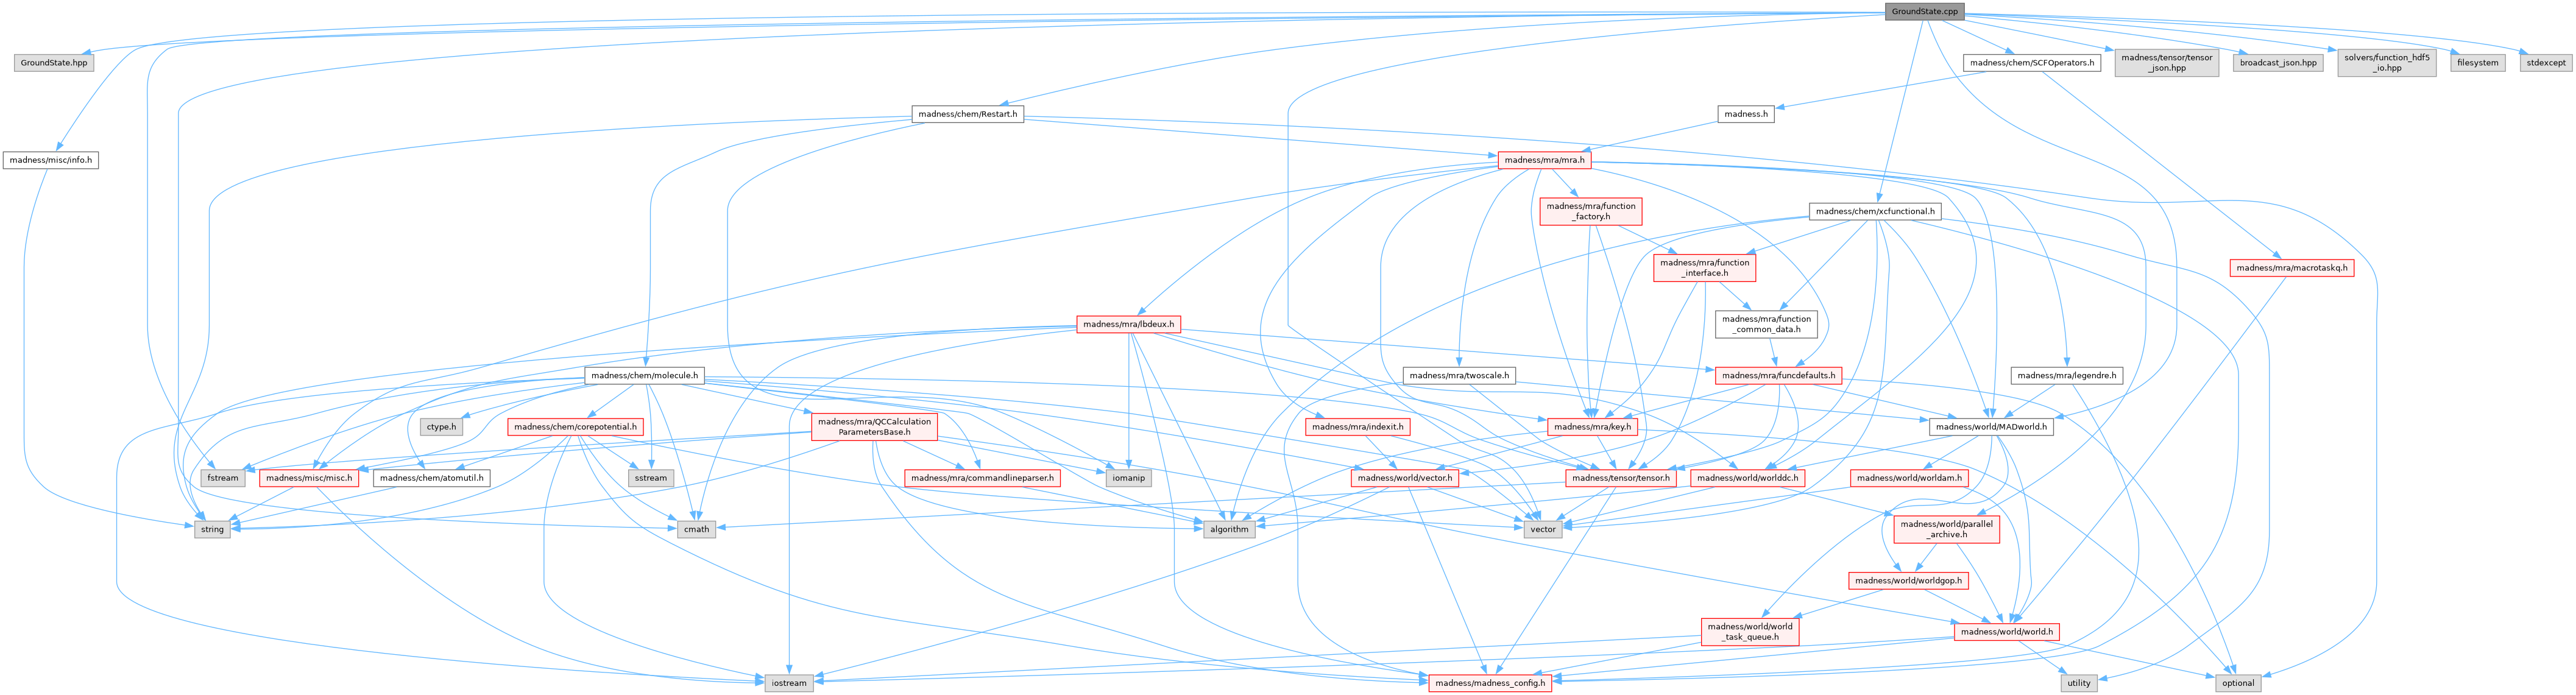 GroundState.cpp
GroundState.hpp
madness/chem/SCFOperators.h
madness/tensor/tensor
_json.hpp
broadcast_json.hpp
solvers/function_hdf5
_io.hpp
filesystem
stdexcept
madness/chem/Restart.h
madness.h
madness/misc/info.h
madness/mra/mra.h
madness/mra/function
_factory.h
madness/chem/xcfunctional.h
madness/mra/function
_interface.h
madness/mra/macrotaskq.h
madness/mra/lbdeux.h
madness/mra/function
_common_data.h
madness/chem/molecule.h
madness/mra/twoscale.h
madness/mra/funcdefaults.h
madness/mra/legendre.h
ctype.h
madness/chem/corepotential.h
madness/mra/QCCalculation
ParametersBase.h
madness/mra/indexit.h
madness/mra/key.h
madness/world/MADworld.h
fstream
madness/misc/misc.h
madness/chem/atomutil.h
sstream
madness/mra/commandlineparser.h
iomanip
madness/world/vector.h
madness/tensor/tensor.h
madness/world/worlddc.h
madness/world/worldam.h
string
cmath
algorithm
vector
madness/world/parallel
_archive.h
madness/world/worldgop.h
madness/world/world
_task_queue.h
madness/world/world.h
iostream
madness/madness_config.h
utility
optional